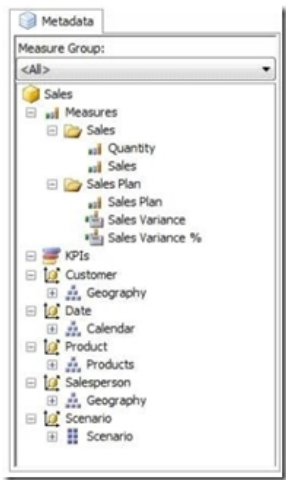 Metadata
Measure Group:
<All>
Sales
Measures
Sales
Quantity
Sales
Sales Plan
Sales Plan
Sales Variance
Sales Variance %
KPIs
Customer
Geography
Date
Calendar
Product
Products
Salesperson
Geography
Scenario
Scenario